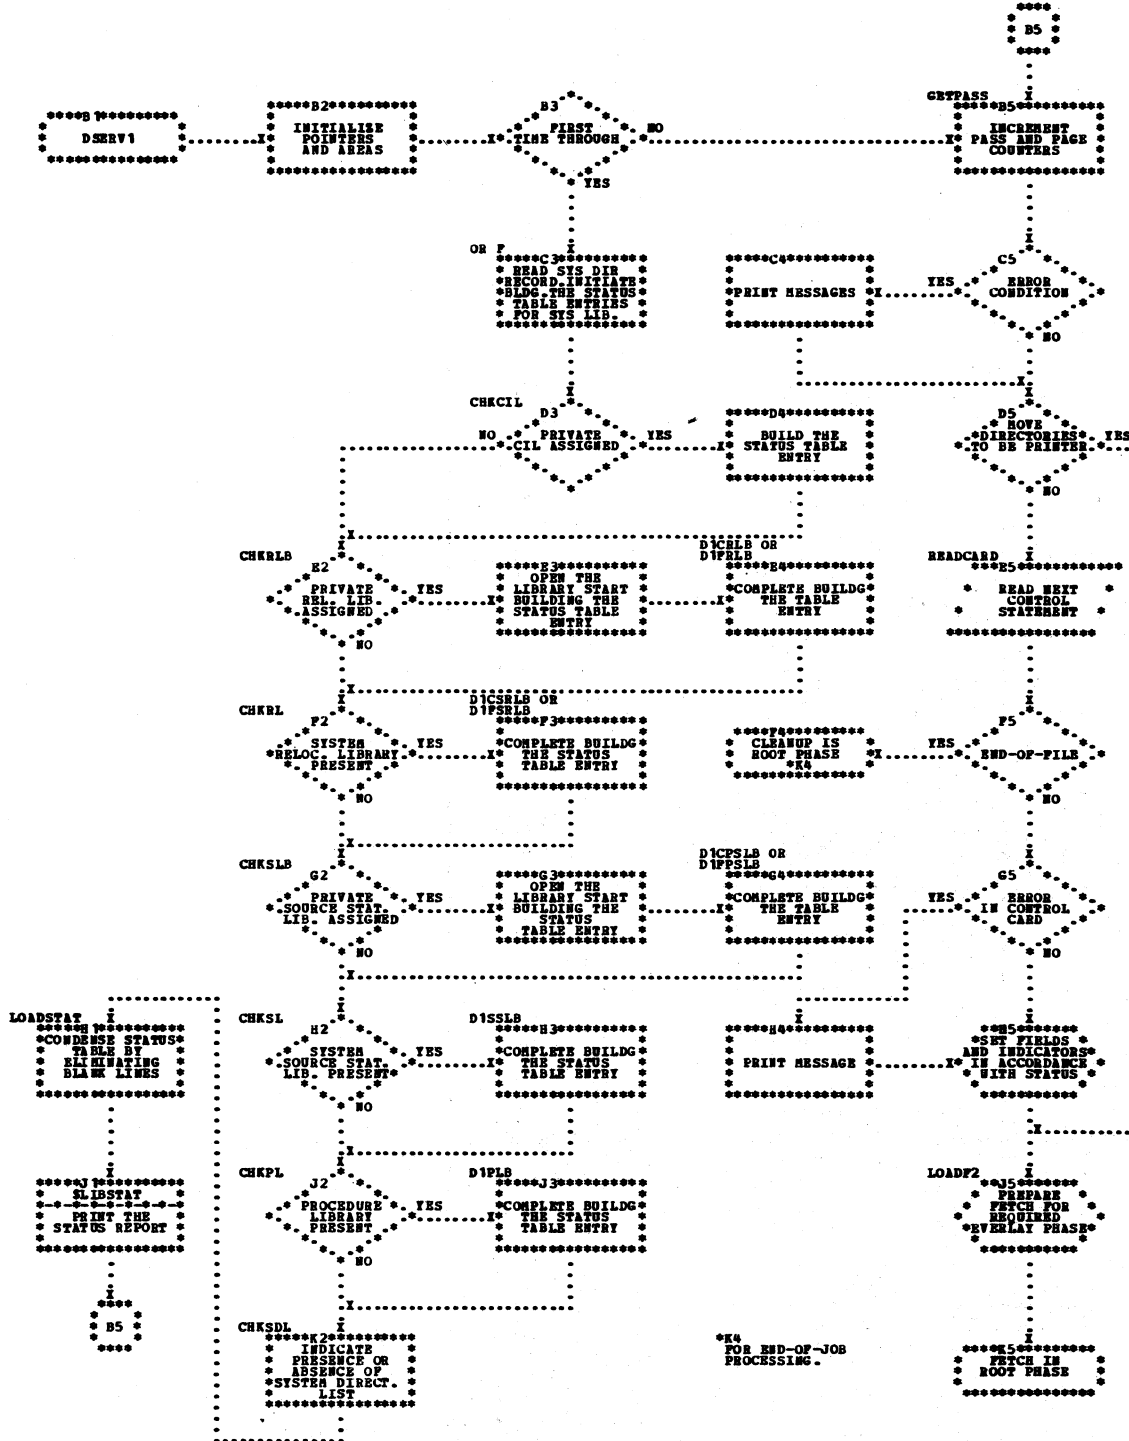 B5
GETPASS
B1
DSERV1
B2
INITIALIZE
POINTERS
AND AREAS
B3
FIRST
TIME THROUGH
NO
YES
B5
INCREMENT
PASS AND PAGE
COUNTERS
OR F
C3
READ SYS DIR
RECORD.INITIATE
BLDG.THE STATUS
TABLE ENTRIES
FOR SYS LIB.
C4
PRINT MESSAGES
YES
C5
ERROR
CONDITION
NO
CHKCIL
D3
PRIVATE
CIL ASSIGNED
NO
YES
D4
BUILD THE
STATUS TABLE
ENTRY
D5
MOVE
DIRECTORIES
TO BE PRINTER
YES
NO
CHKRLB
E2
PRIVATE
REL. LIB.
ASSIGNED
YES
NO
E3
OPEN THE
LIBRARY START
BUILDING THE
STATUS TABLE
ENTRY
D1CRLB OR
D1FRLB
E4
COMPLETE BUILDG
THE TABLE
ENTRY
READCARD
E5
READ NEXT
CONTROL
STATEMENT
CHKRL
F2
SYSTEM
RELOC. LIBRARY
PRESENT
YES
NO
D1CSRLB OR
D1FSRLB
F3
COMPLETE BUILDG
THE STATUS
TABLE ENTRY
F4
CLEANUP IS
ROOT PHASE
*K4
YES
F5
END-OF-FILE
NO
CHKSLB
G2
PRIVATE
SOURCE STAT.
LIB. ASSIGNED
YES
NO
G3
OPEN THE
LIBRARY START
BUILDING THE
STATUS
TABLE ENTRY
D1CPSLB OR
D1FPSLB
G4
COMPLETE BUILDG
THE TABLE
ENTRY
YES
G5
ERROR
IN CONTROL
CARD
NO
LOADSTAT
H1
CONDENSE STATUS
TABLE BY
ELIMINATING
BLANK LINES
CHKSL
H2
SYSTEM
SOURCE STAT.
LIB. PRESENT
YES
NO
D1SSLB
H3
COMPLETE BUILDG
THE STATUS
TABLE ENTRY
H4
PRINT MESSAGE
H5
SET FIELDS
AND INDICATORS
IN ACCORDANCE
WITH STATUS
J1
$LIBSTAT
PRINT THE
STATUS REPORT
CHKPL
J2
PROCEDURE
LIBRARY
PRESENT
YES
NO
D1PLB
J3
COMPLETE BUILDG
THE STATUS
TABLE ENTRY
LOADF2
J5
PREPARE
FETCH FOR
REQUIRED
OVERLAY PHASE
B5
CHKSDL
K2
INDICATE
PRESENCE OR
ABSENCE OF
SYSTEM DIRECT.
LIST
*K4
FOR END-OF-JOB
PROCESSING.
K5
FETCH IN
ROOT PHASE